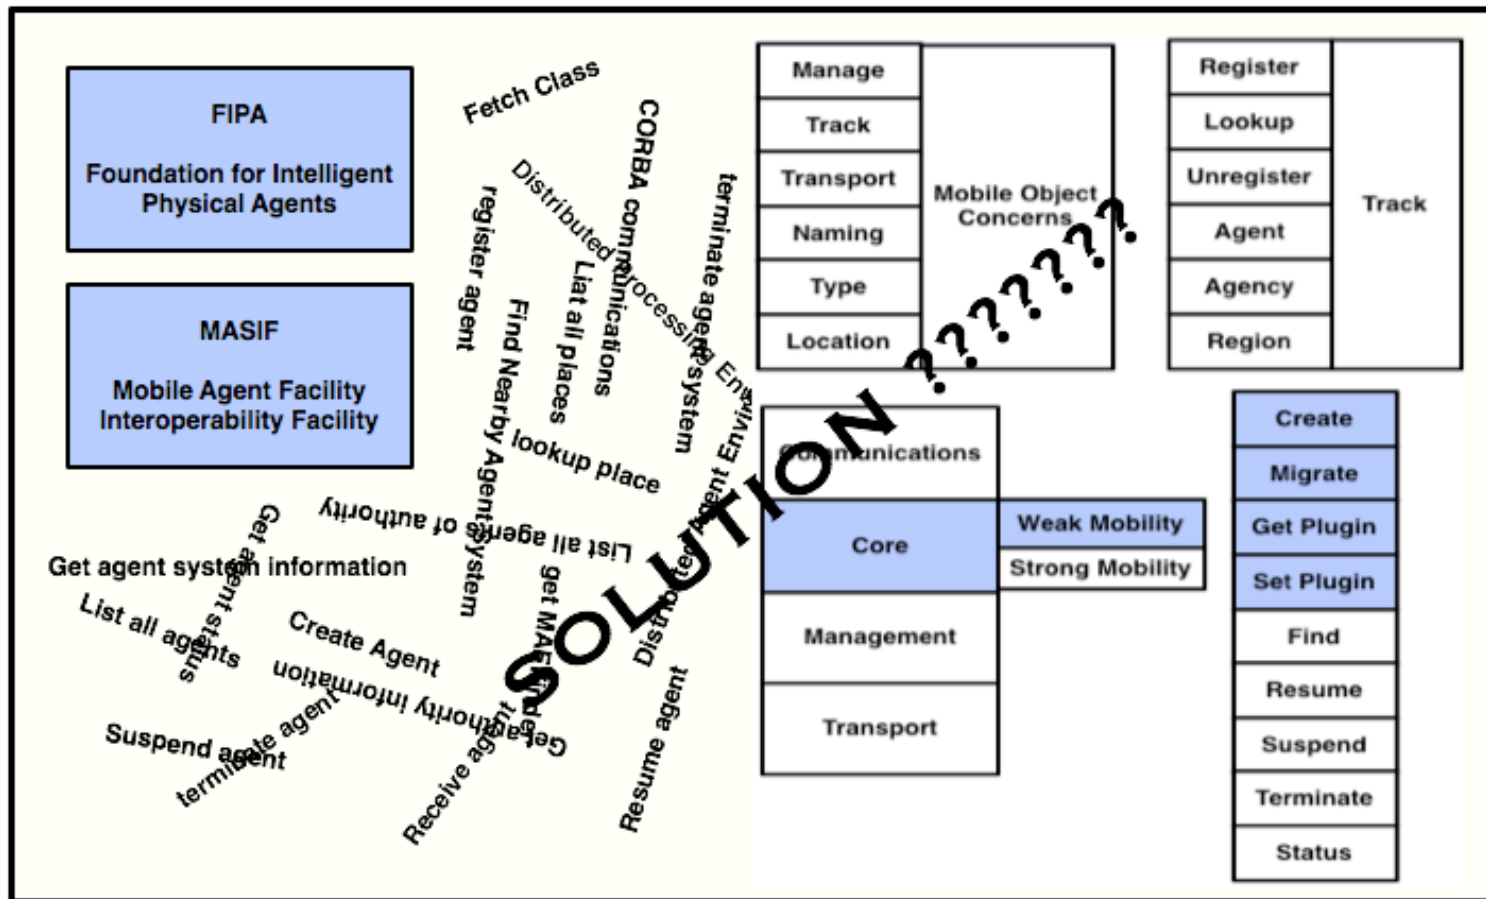 FIPA
Foundation for Intelligent
Physical Agents
MASIF
Mobile Agent Facility
Interoperability Facility
Fetch Class
CORBA communications
Distributed Processing Envi
terminate agent system
register agent
Liat all places
Find Nearby Agent System
lookup place
Distributed Agent Envir
List all agents of authority
Get agent status
Get agent system information
List all agents
Create Agent
Get authority information
get MAF
Suspend agent
terminate agent
Receive agent
Resume agent
SOLUTION ???????
Manage
Track
Transport
Naming
Type
Location
Mobile Object
Concerns
Register
Lookup
Unregister
Agent
Agency
Region
Track
Communications
Core
Management
Transport
Weak Mobility
Strong Mobility
Create
Migrate
Get Plugin
Set Plugin
Find
Resume
Suspend
Terminate
Status